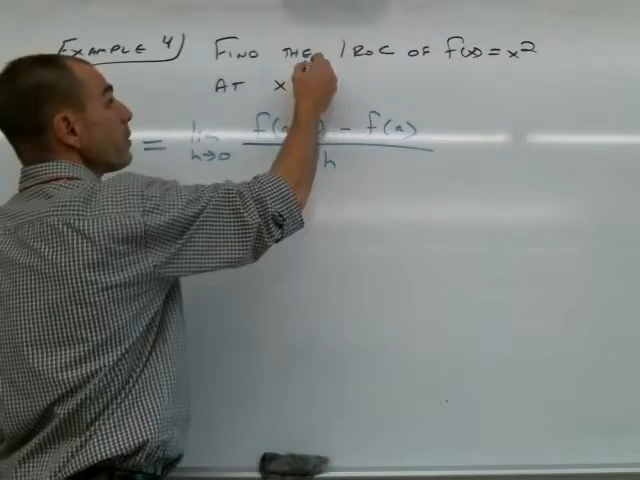 EXAMPLE 4) FIND THE IROC OF f(x) = x²
AT x
= lim h→0 f(a ) - f(a) / h